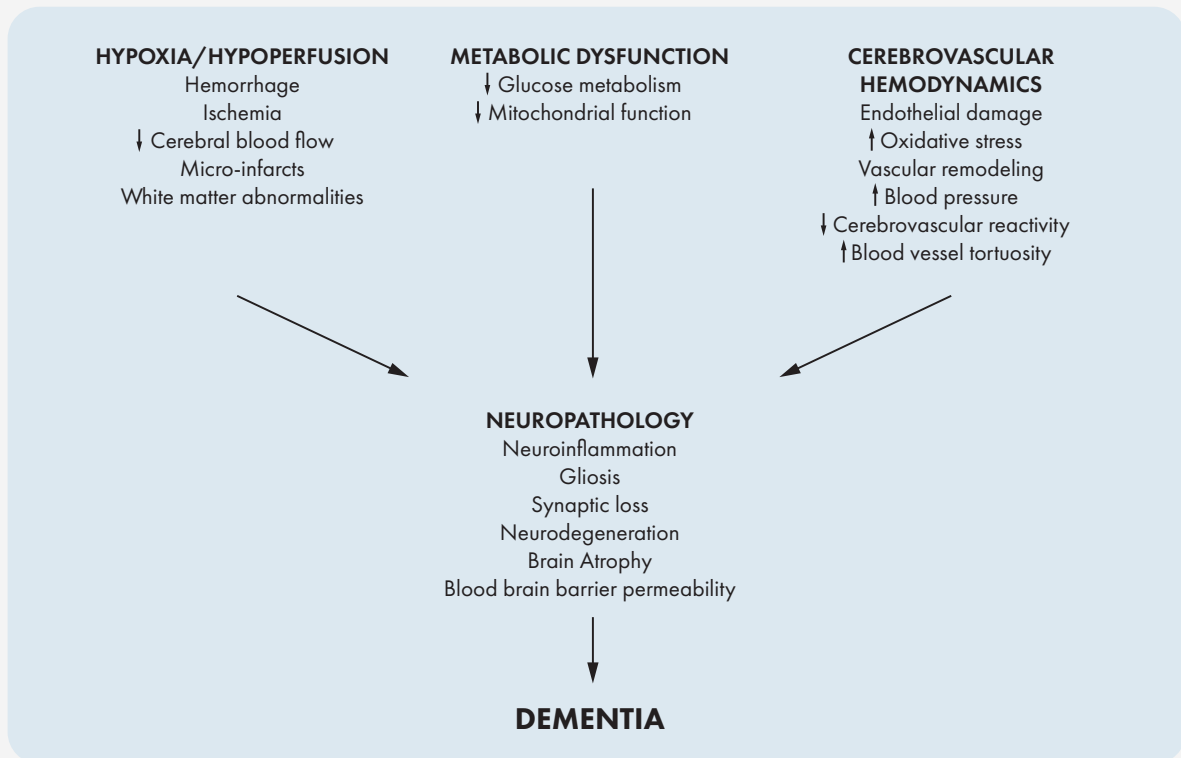 HYPOXIA/HYPOPERFUSION
Hemorrhage
Ischemia
↓ Cerebral blood flow
Micro-infarcts
White matter abnormalities
METABOLIC DYSFUNCTION
↓ Glucose metabolism
↓ Mitochondrial function
CEREBROVASCULAR
HEMODYNAMICS
Endothelial damage
↑ Oxidative stress
Vascular remodeling
↑ Blood pressure
↓ Cerebrovascular reactivity
↑ Blood vessel tortuosity
NEUROPATHOLOGY
Neuroinflammation
Gliosis
Synaptic loss
Neurodegeneration
Brain Atrophy
Blood brain barrier permeability
DEMENTIA